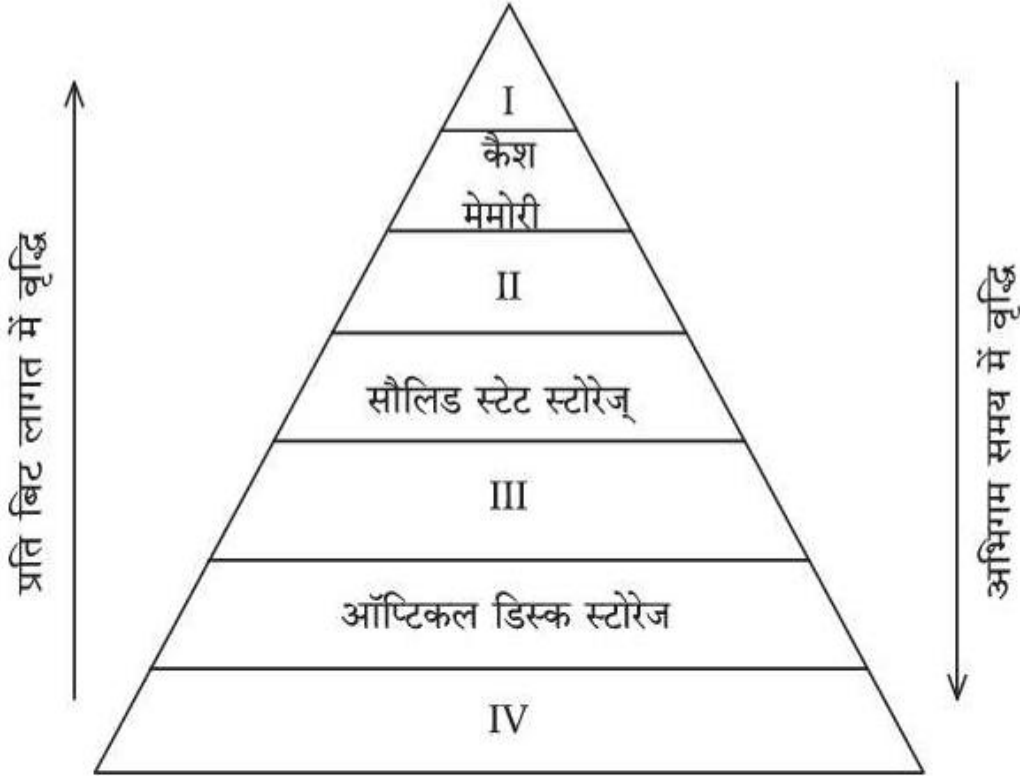 I
कैश
मेमोरी
II
सौलिड स्टेट स्टोरेज्
III
ऑप्टिकल डिस्क स्टोरेज
IV
प्रति बिट लागत में वृद्धि
अभिगम समय में वृद्धि